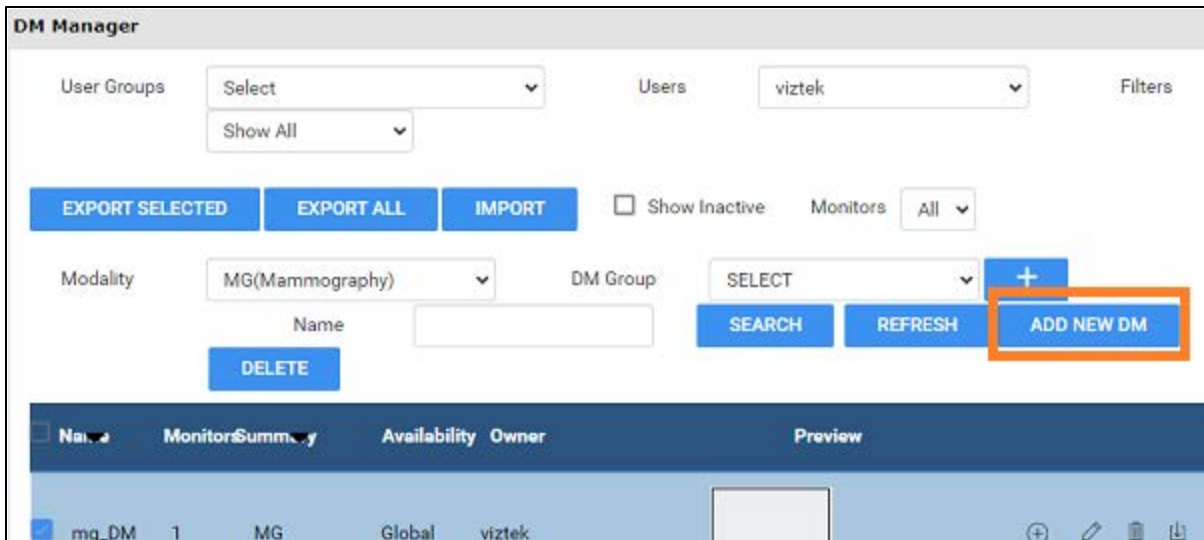 DM Manager
User Groups Select Users viztek Filters
Show All
EXPORT SELECTED EXPORT ALL IMPORT Show Inactive Monitors All
Modality MG(Mammography) DM Group SELECT +
Name SEARCH REFRESH ADD NEW DM
DELETE
Name Monitors Summary Availability Owner Preview
mg_DM 1 MG Global viztek